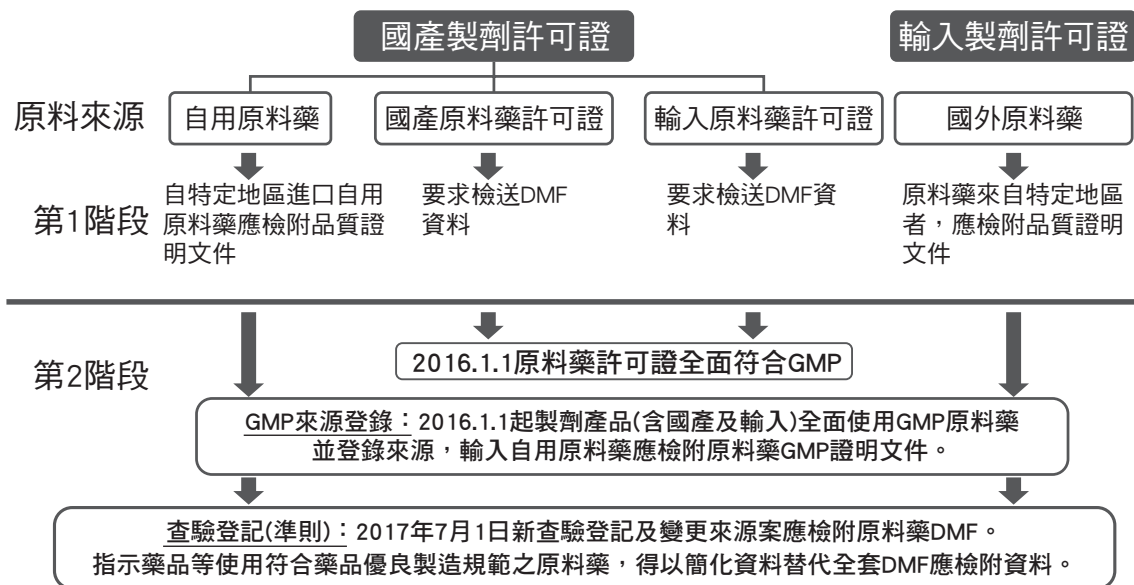 國產製劑許可證
輸入製劑許可證
原料來源
自用原料藥
國產原料藥許可證
輸入原料藥許可證
國外原料藥
第1階段
自特定地區進口自用
原料藥應檢附品質證
明文件
要求檢送DMF
資料
要求檢送DMF資
料
原料藥來自特定地區
者，應檢附品質證明
文件
第2階段
2016.1.1原料藥許可證全面符合GMP
GMP來源登錄：2016.1.1起製劑產品(含國產及輸入)全面使用GMP原料藥
並登錄來源，輸入自用原料藥應檢附原料藥GMP證明文件。
查驗登記(準則)：2017年7月1日新查驗登記及變更來源案應檢附原料藥DMF。
指示藥品等使用符合藥品優良製造規範之原料藥，得以簡化資料替代全套DMF應檢附資料。